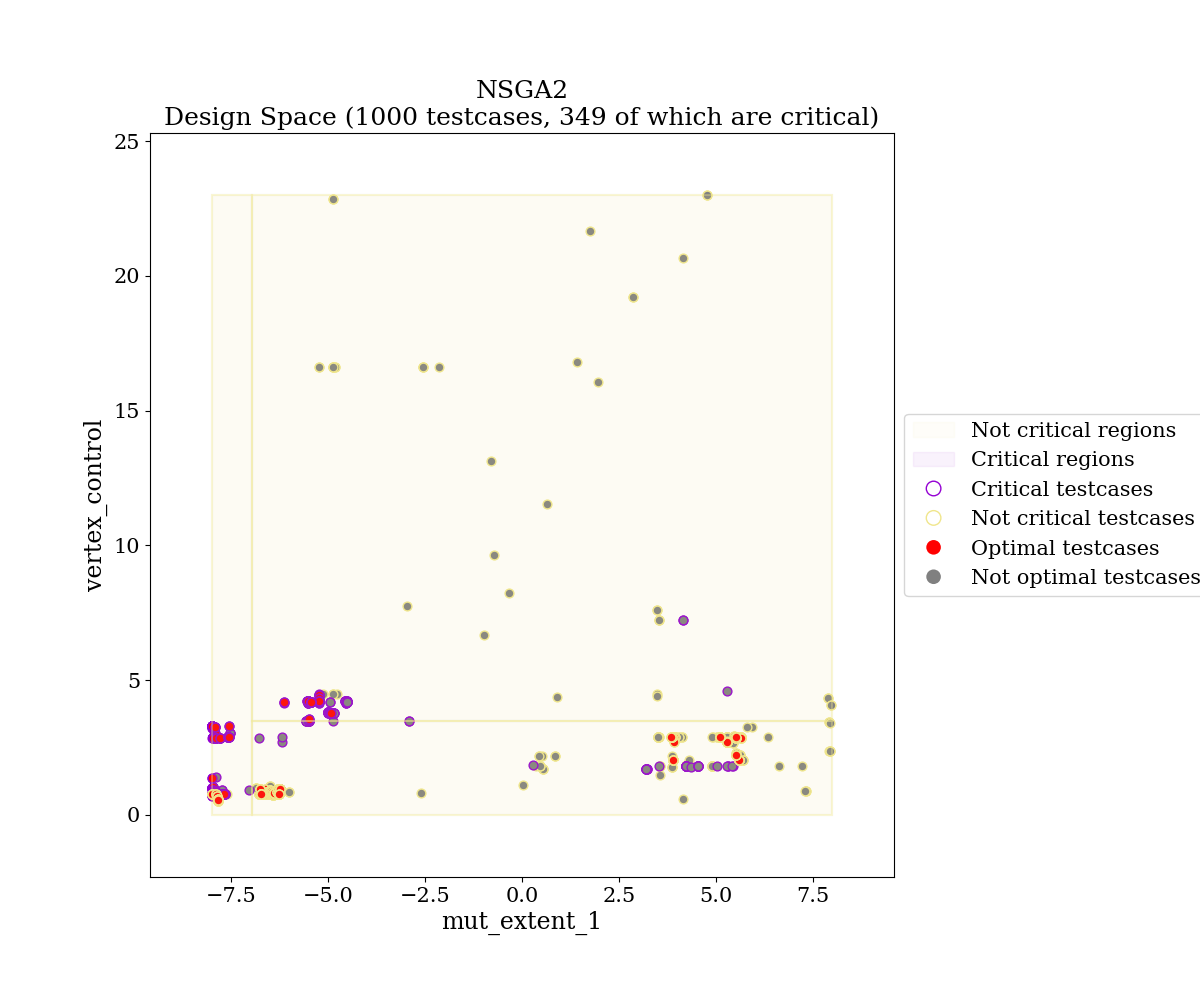 NSGA2
Design Space (1000 testcases, 349 of which are critical)
25
20
15
10
5
0
vertex_control
−7.5
−5.0
−2.5
0.0
2.5
5.0
7.5
mut_extent_1
Not critical regions
Critical regions
Critical testcases
Not critical testcases
Optimal testcases
Not optimal testcases